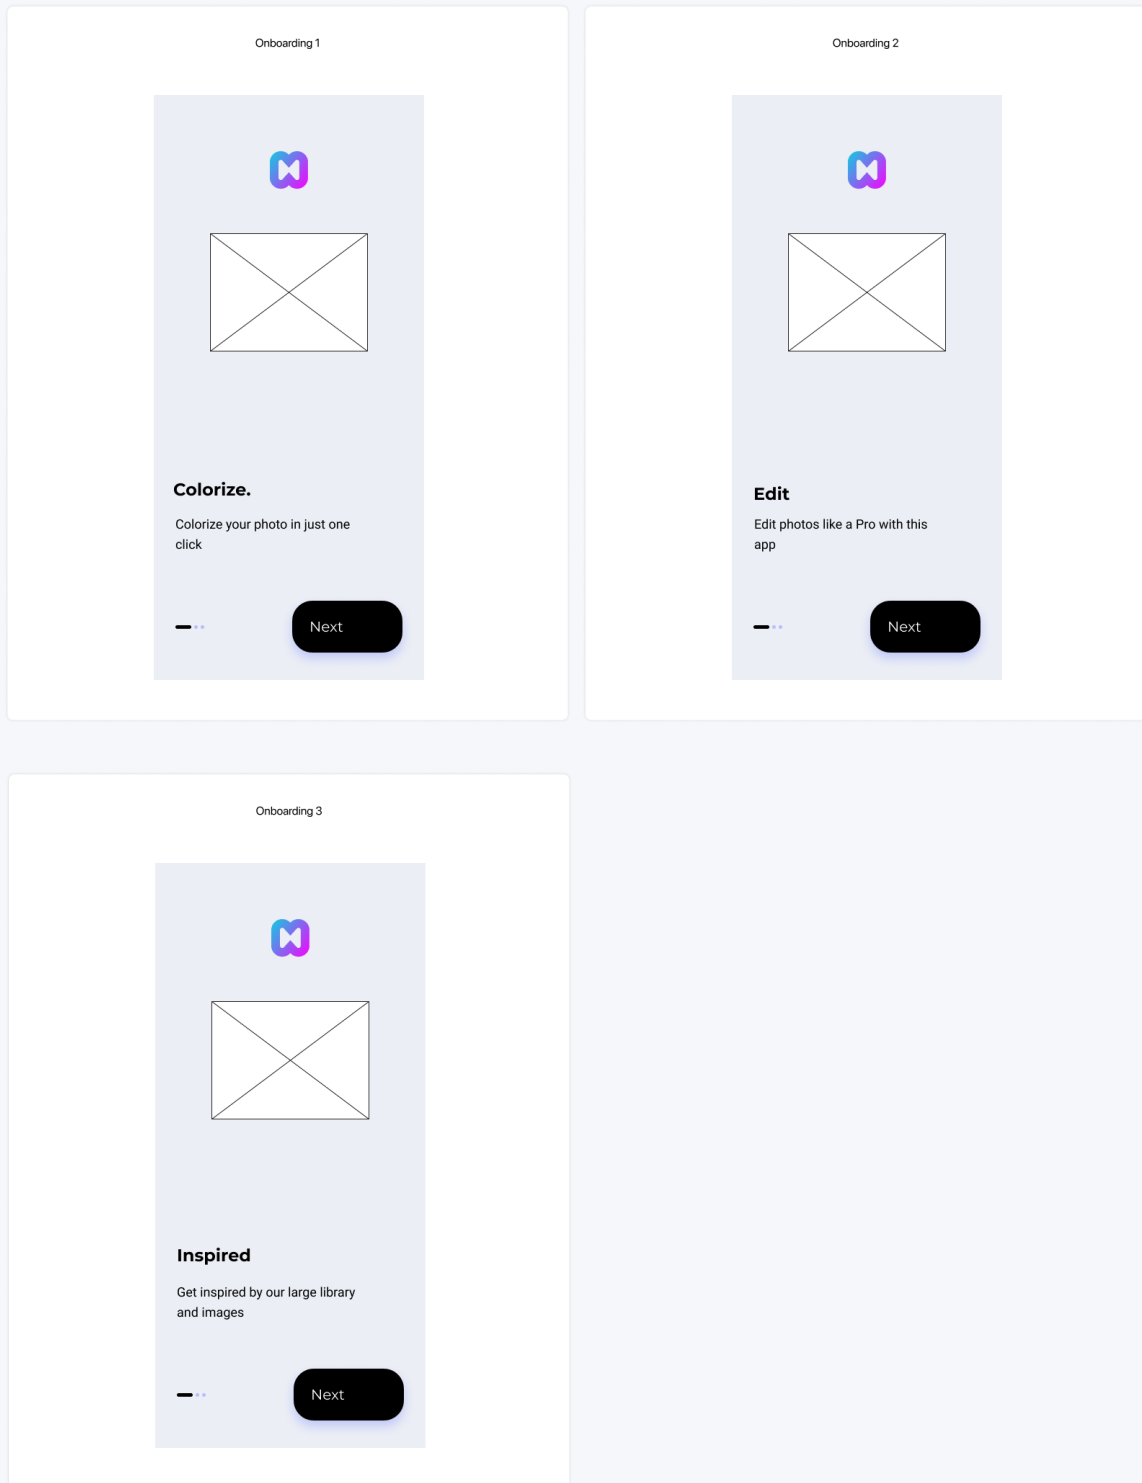 Onboarding 1
Colorize.
Colorize your photo in just one
click
Next
Onboarding 2
Edit
Edit photos like a Pro with this
app
Next
Onboarding 3
Inspired
Get inspired by our large library
and images
Next